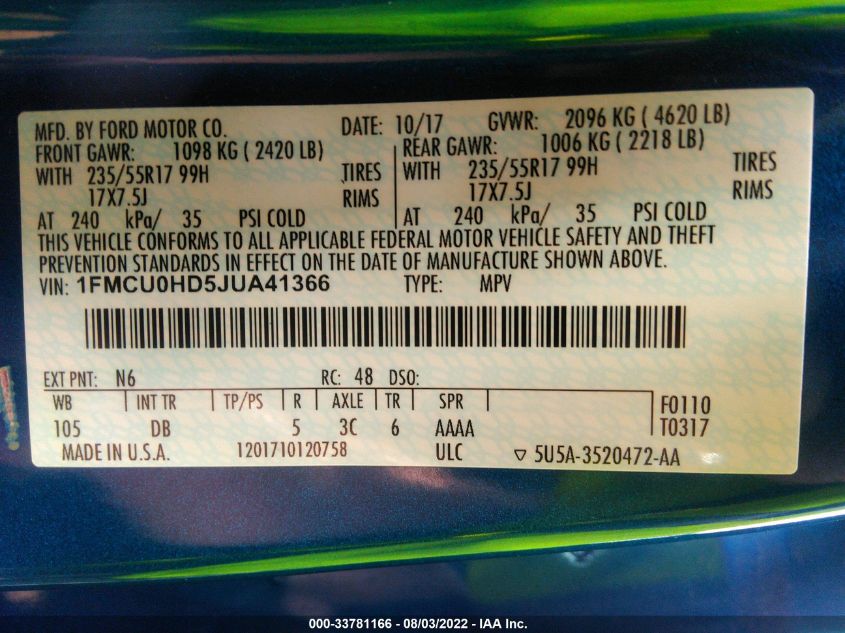 MFD. BY FORD MOTOR CO. DATE: 10/17 GVWR: 2096 KG ( 4620 LB)
FRONT GAWR: 1098 KG ( 2420 LB) REAR GAWR: 1006 KG ( 2218 LB)
WITH 235/55R17 99H TIRES WITH 235/55R17 99H TIRES
17X7.5J RIMS 17X7.5J RIMS
AT 240 kPa/ 35 PSI COLD AT 240 kPa/ 35 PSI COLD
THIS VEHICLE CONFORMS TO ALL APPLICABLE FEDERAL MOTOR VEHICLE SAFETY AND THEFT
PREVENTION STANDARDS IN EFFECT ON THE DATE OF MANUFACTURE SHOWN ABOVE.
VIN: 1FMCU0HD5JUA41366 TYPE: MPV
EXT PNT: N6 RC: 48 DSO:
WB INT TR TP/PS R AXLE TR SPR F0110
105 DB 5 3C 6 AAAA T0317
MADE IN U.S.A. 1201710120758 ULC ▽ 5U5A-3520472-AA
000-33781166 - 08/03/2022 - IAA Inc.